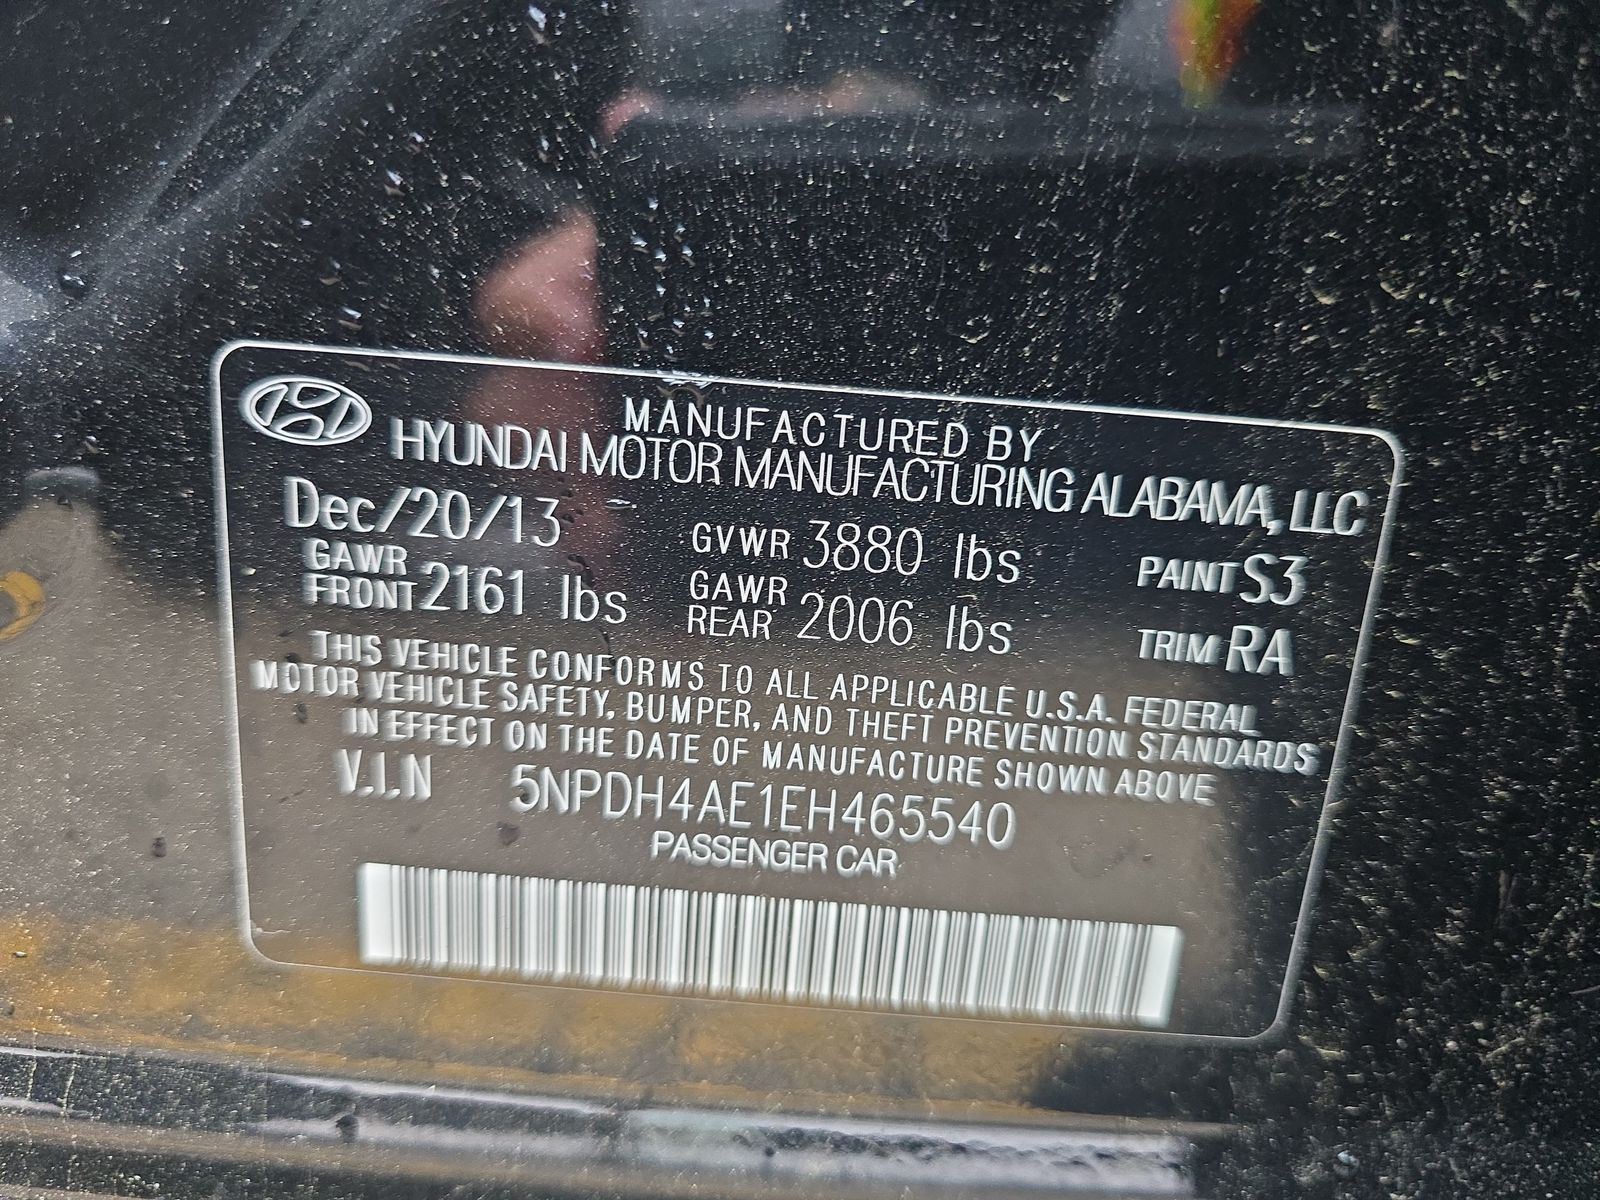 MANUFACTURED BY
HYUNDAI MOTOR MANUFACTURING ALABAMA, LLC
Dec/20/13 GVWR 3880 lbs PAINT S3
GAWR FRONT 2161 lbs GAWR REAR 2006 lbs TRIM RA
THIS VEHICLE CONFORMS TO ALL APPLICABLE U.S.A. FEDERAL
MOTOR VEHICLE SAFETY, BUMPER, AND THEFT PREVENTION STANDARDS
IN EFFECT ON THE DATE OF MANUFACTURE SHOWN ABOVE
V.I.N 5NPDH4AE1EH465540
PASSENGER CAR